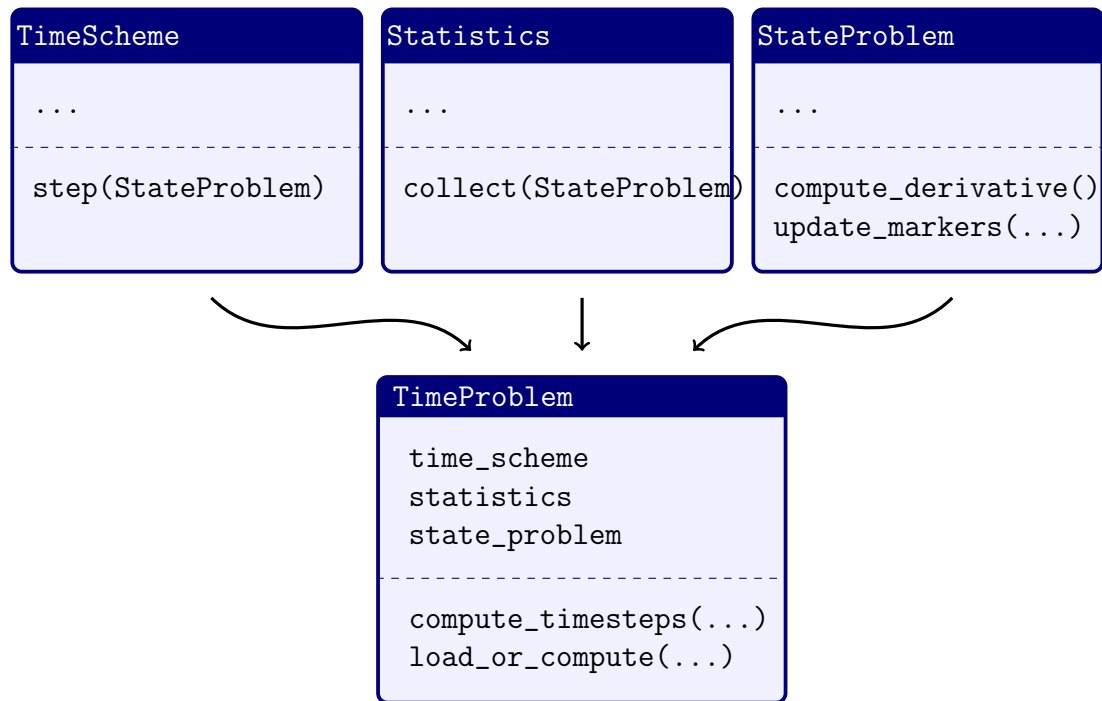 TimeScheme
...
step(StateProblem)
Statistics
...
collect(StateProblem)
StateProblem
...
compute_derivative()
update_markers(...)
TimeProblem
time_scheme
statistics
state_problem
compute_timesteps(...)
load_or_compute(...)